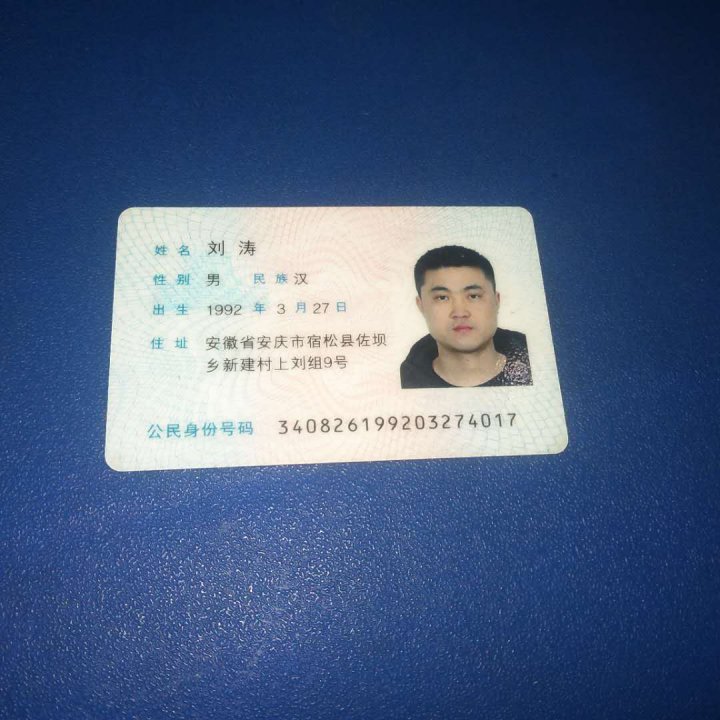 姓名 刘涛
性别 男 民族 汉
出生 1992 年 3 月 27 日
住址 安徽省安庆市宿松县佐坝
乡新建村上刘组9号
公民身份号码 340826199203274017